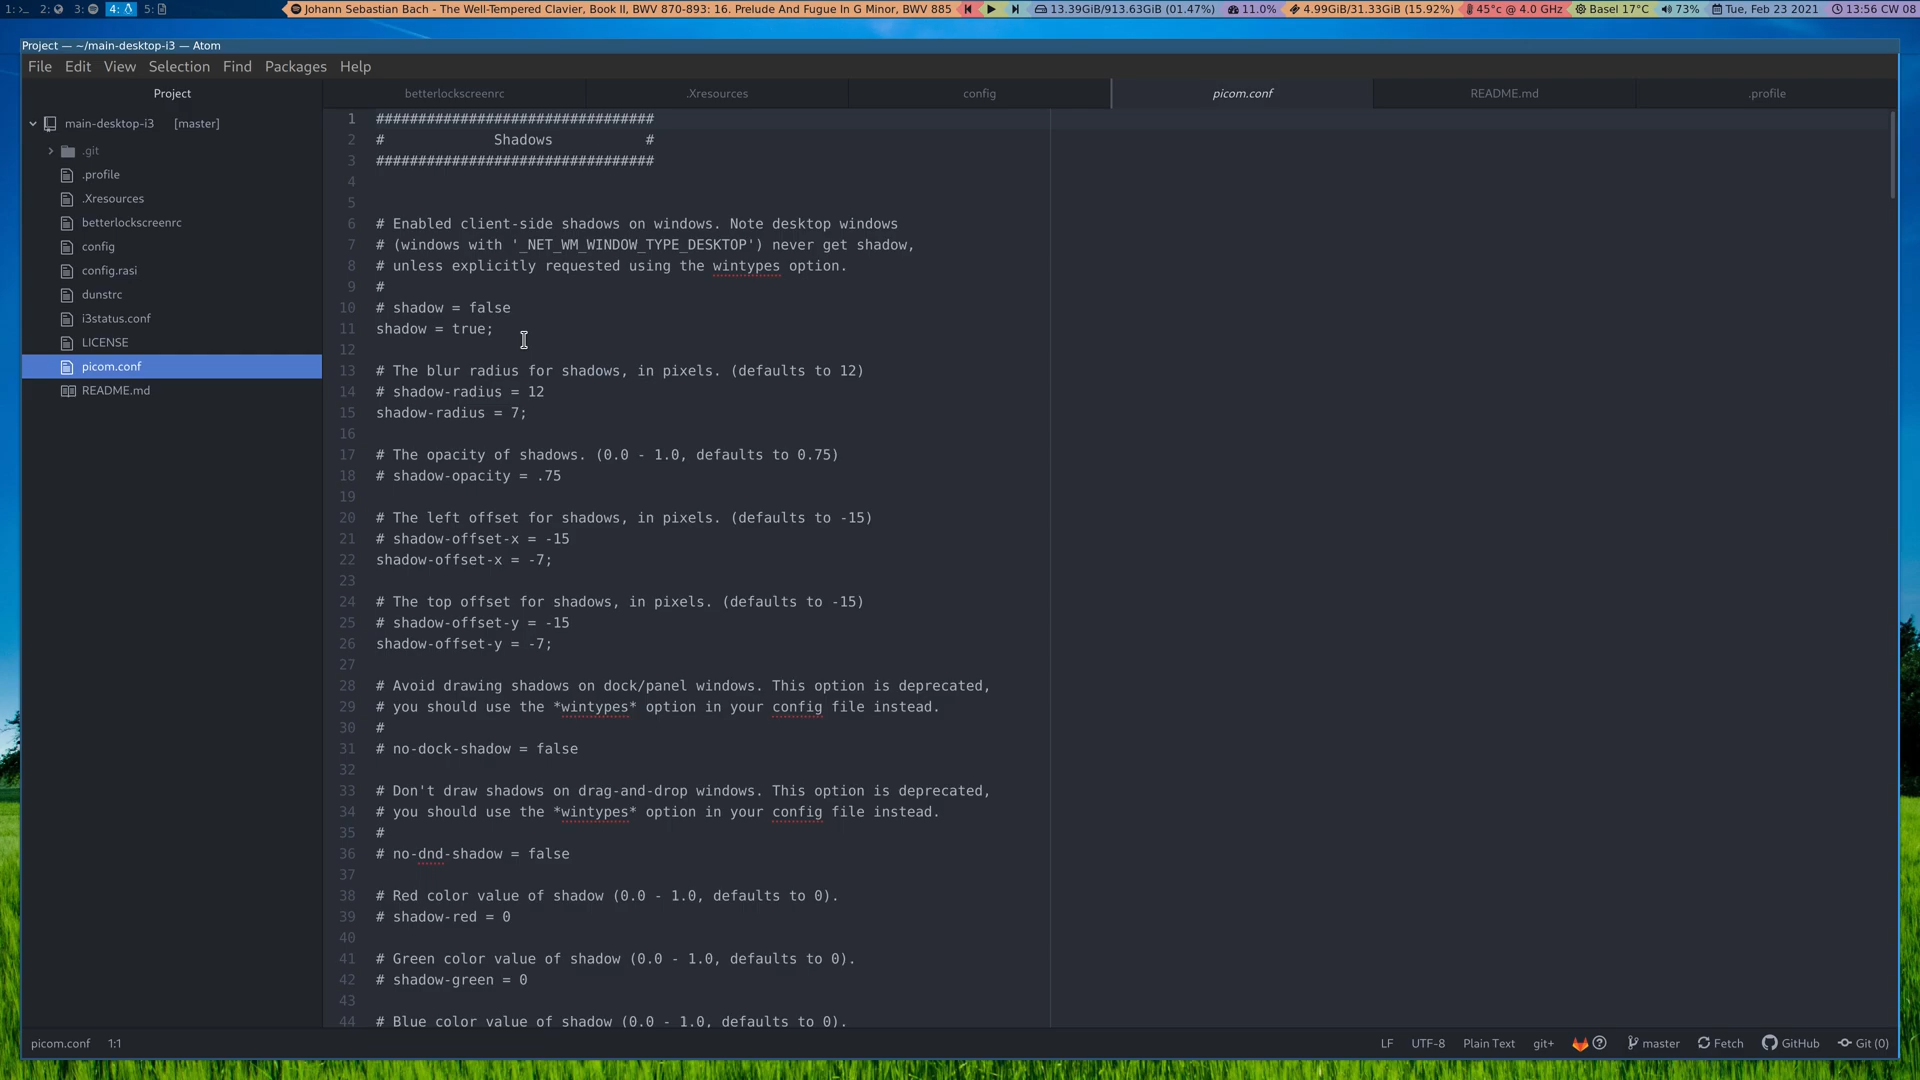 1: 2: 3: 4: 5: Johann Sebastian Bach - The Well-Tempered Clavier, Book II, BWV 870-893: 16. Prelude And Fugue In G Minor, BWV 885 13.39GiB/913.63GiB (01.47%) 11.0% 4.99GiB/31.33GiB (15.92%) 45°c @ 4.0 GHz Basel 17°C 73% Tue, Feb 23 2021 13:56 CW 08
Project — ~/main-desktop-i3 — Atom
File Edit View Selection Find Packages Help
Project
main-desktop-i3 [master]
.git
.profile
.Xresources
betterlockscreenrc
config
config.rasi
dunstrc
i3status.conf
LICENSE
picom.conf
README.md
betterlockscreenrc .Xresources config picom.conf README.md .profile
1 #################################
2 # Shadows #
3 #################################
4
5
6 # Enabled client-side shadows on windows. Note desktop windows
7 # (windows with '_NET_WM_WINDOW_TYPE_DESKTOP') never get shadow,
8 # unless explicitly requested using the wintypes option.
9 #
10 # shadow = false
11 shadow = true;
12
13 # The blur radius for shadows, in pixels. (defaults to 12)
14 # shadow-radius = 12
15 shadow-radius = 7;
16
17 # The opacity of shadows. (0.0 - 1.0, defaults to 0.75)
18 # shadow-opacity = .75
19
20 # The left offset for shadows, in pixels. (defaults to -15)
21 # shadow-offset-x = -15
22 shadow-offset-x = -7;
23
24 # The top offset for shadows, in pixels. (defaults to -15)
25 # shadow-offset-y = -15
26 shadow-offset-y = -7;
27
28 # Avoid drawing shadows on dock/panel windows. This option is deprecated,
29 # you should use the *wintypes* option in your config file instead.
30 #
31 # no-dock-shadow = false
32
33 # Don't draw shadows on drag-and-drop windows. This option is deprecated,
34 # you should use the *wintypes* option in your config file instead.
35 #
36 # no-dnd-shadow = false
37
38 # Red color value of shadow (0.0 - 1.0, defaults to 0).
39 # shadow-red = 0
40
41 # Green color value of shadow (0.0 - 1.0, defaults to 0).
42 # shadow-green = 0
43
44 # Blue color value of shadow (0.0 - 1.0, defaults to 0).
picom.conf 1:1 LF UTF-8 Plain Text git+ master Fetch GitHub Git (0)